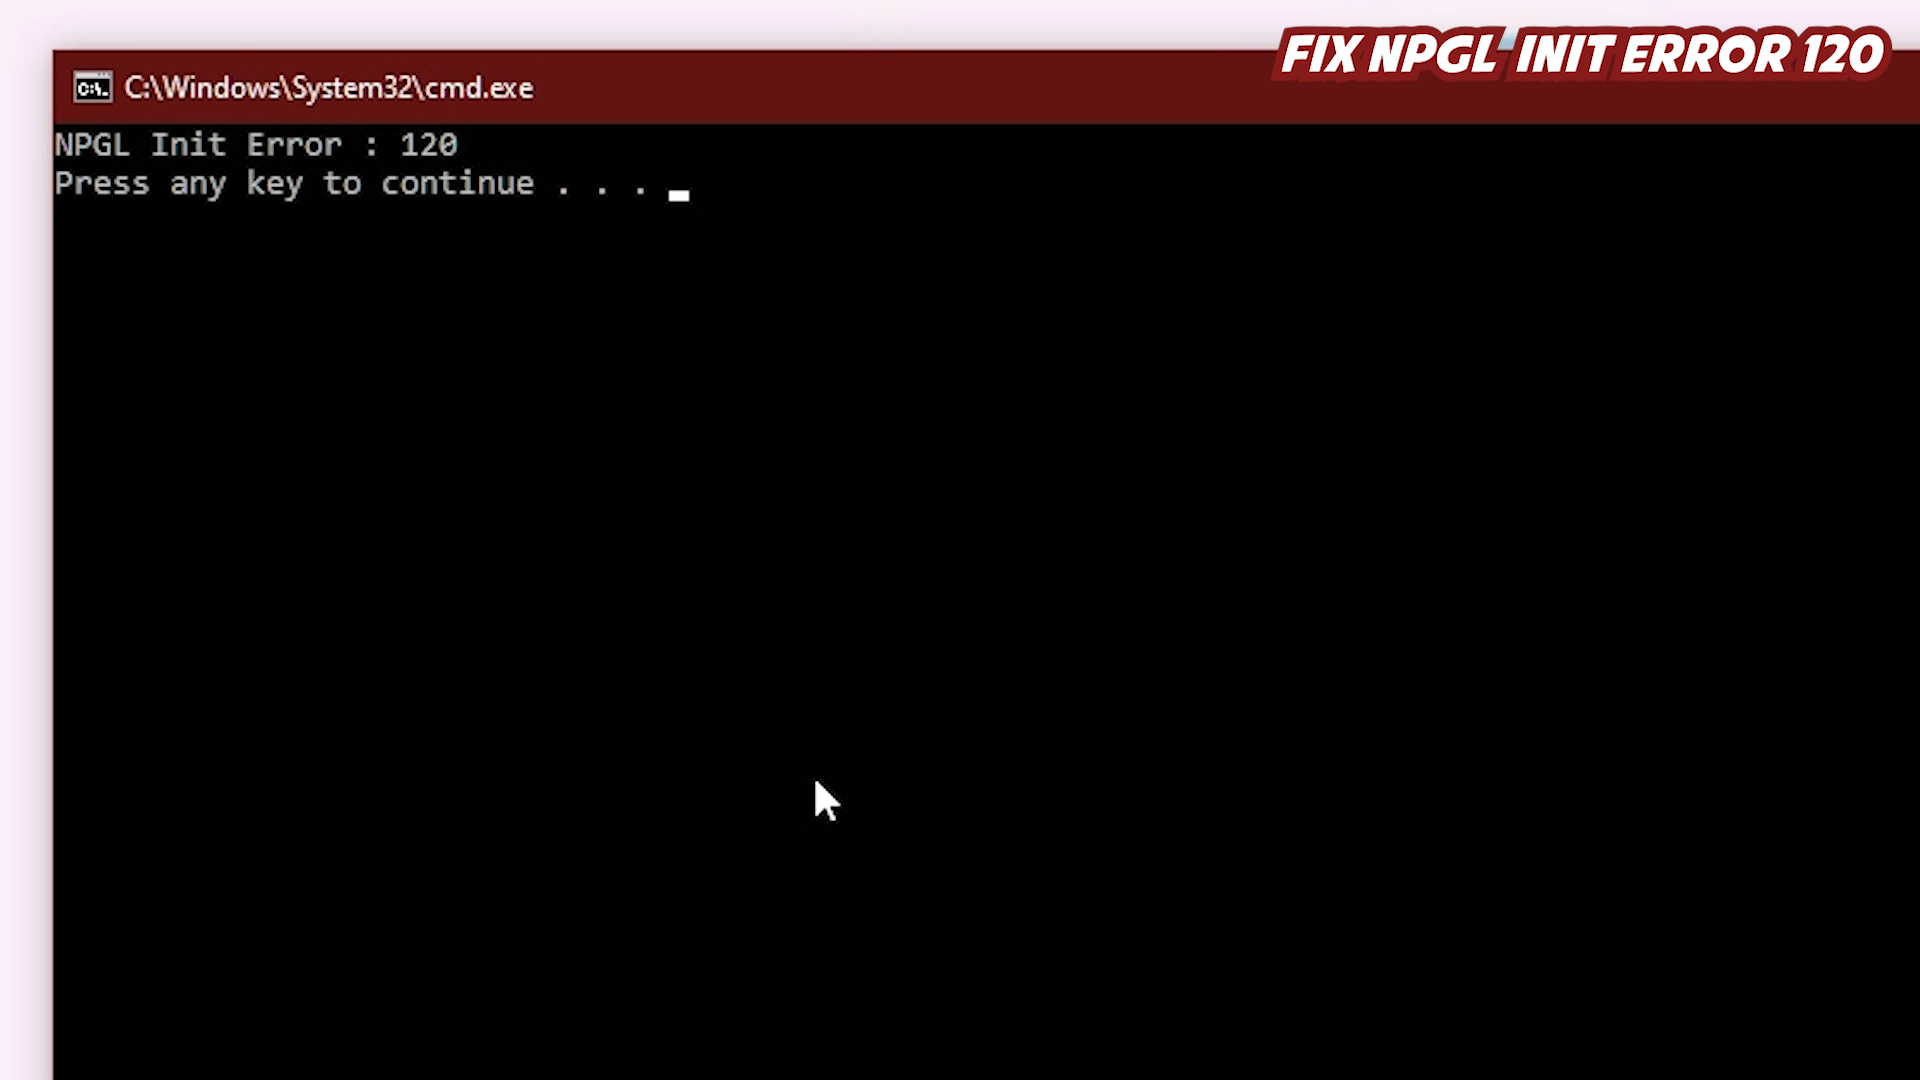 FIX NPGL INIT ERROR 120
C:\Windows\System32\cmd.exe
C:\.
NPGL Init Error : 120
Press any key to continue . . .